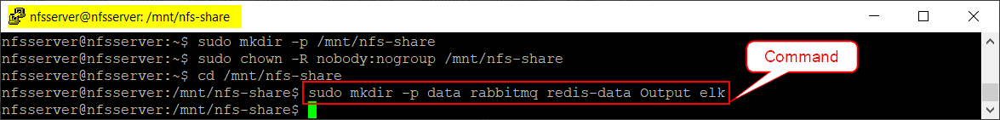 nfsserver@nfsserver: /mnt/nfs-share
nfsserver@nfsserver:~$ sudo mkdir -p /mnt/nfs-share
nfsserver@nfsserver:~$ sudo chown -R nobody:nogroup /mnt/nfs-share
nfsserver@nfsserver:~$ cd /mnt/nfs-share
nfsserver@nfsserver:/mnt/nfs-share$ sudo mkdir -p data rabbitmq redis-data Output elk
nfsserver@nfsserver:/mnt/nfs-share$
Command